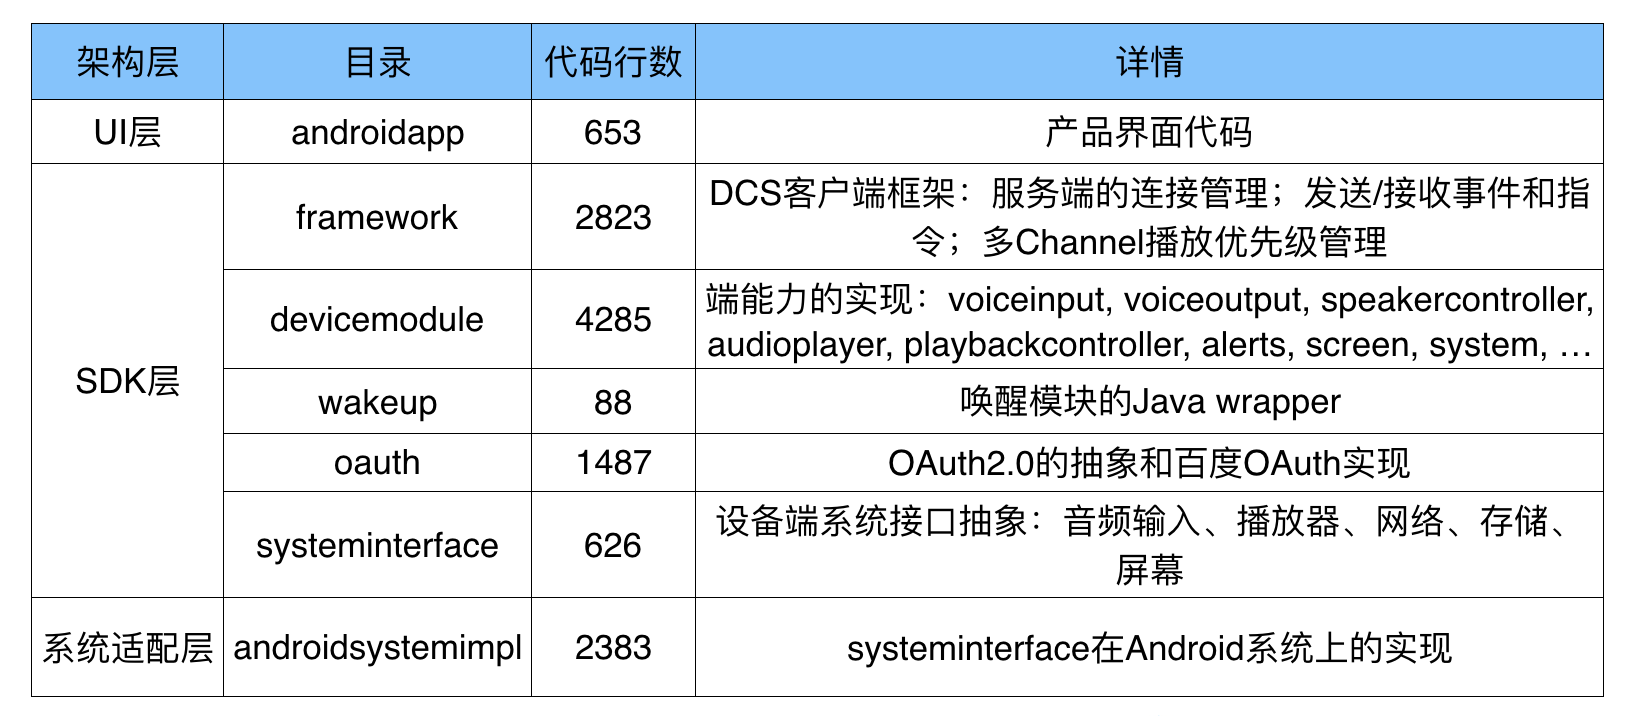 架构层 目录 代码行数 详情
UI层 androidapp 653 产品界面代码
SDK层
framework 2823 DCS客户端框架：服务端的连接管理；发送/接收事件和指
令；多Channel播放优先级管理
devicemodule 4285 端能力的实现：voiceinput, voiceoutput, speakercontroller,
audioplayer, playbackcontroller, alerts, screen, system, …
wakeup 88 唤醒模块的Java wrapper
oauth 1487 OAuth2.0的抽象和百度OAuth实现
systeminterface 626 设备端系统接口抽象：音频输入、播放器、网络、存储、
屏幕
系统适配层 androidsystemimpl 2383 systeminterface在Android系统上的实现